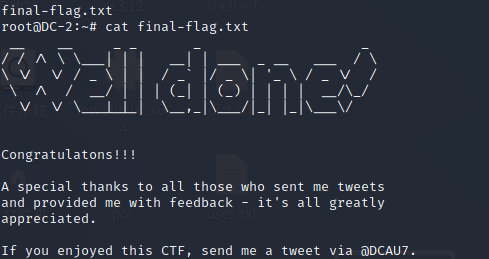 final-flag.txt
root@DC-2:~# cat final-flag.txt
Well done!
Congratulatons!!!
A special thanks to all those who sent me tweets
and provided me with feedback - it's all greatly
appreciated.
If you enjoyed this CTF, send me a tweet via @DCAU7.